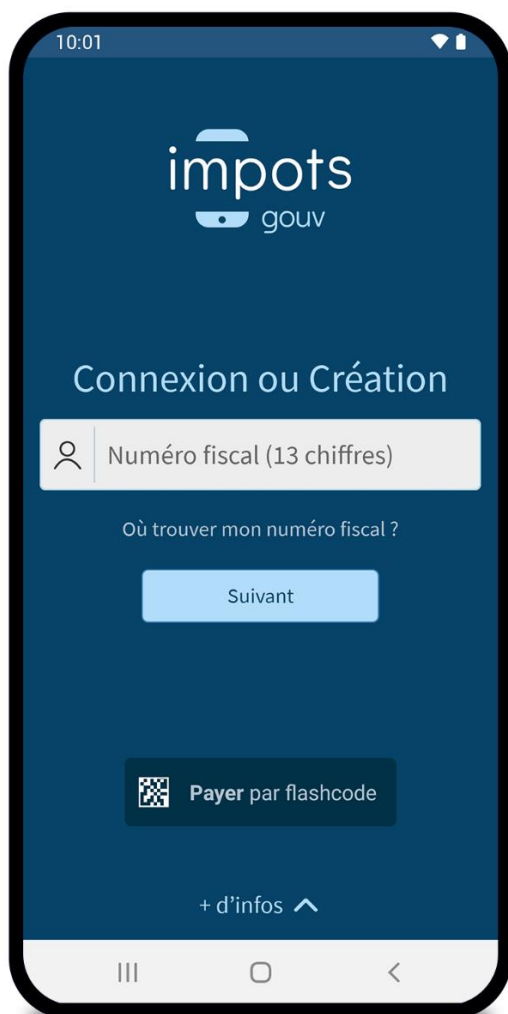 10:01
impots
gouv
Connexion ou Création
Numéro fiscal (13 chiffres)
Où trouver mon numéro fiscal ?
Suivant
Payer par flashcode
+ d’infos